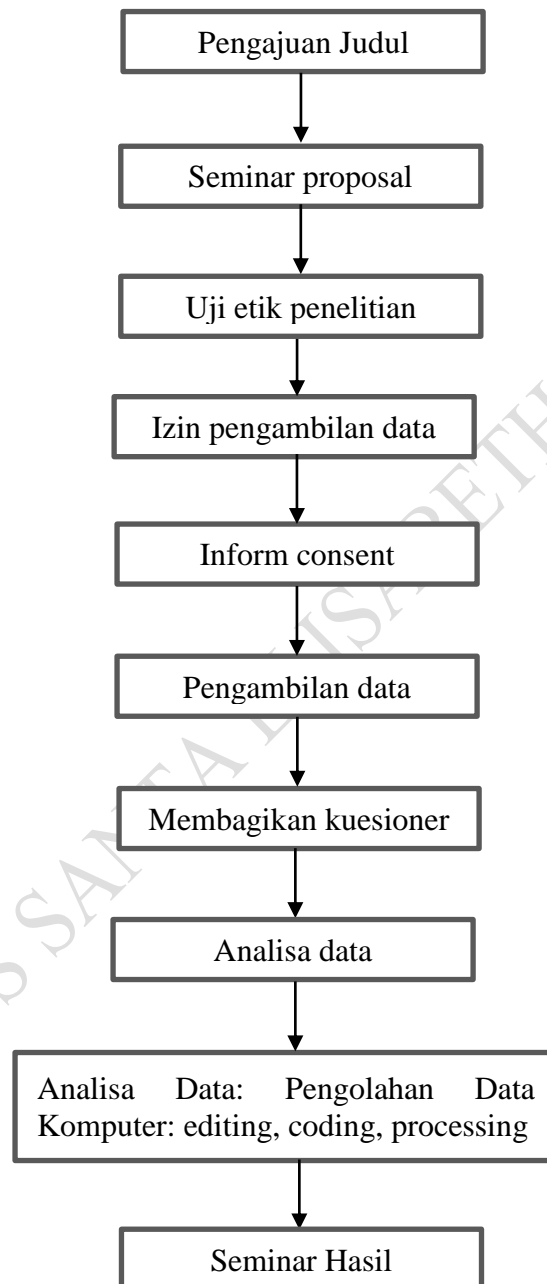 Pengajuan Judul
Seminar proposal
Uji etik penelitian
Izin pengambilan data
Inform consent
Pengambilan data
Membagikan kuesioner
Analisa data
Analisa Data: Pengolahan Data
Komputer: editing, coding, processing
Seminar Hasil
S SANTA